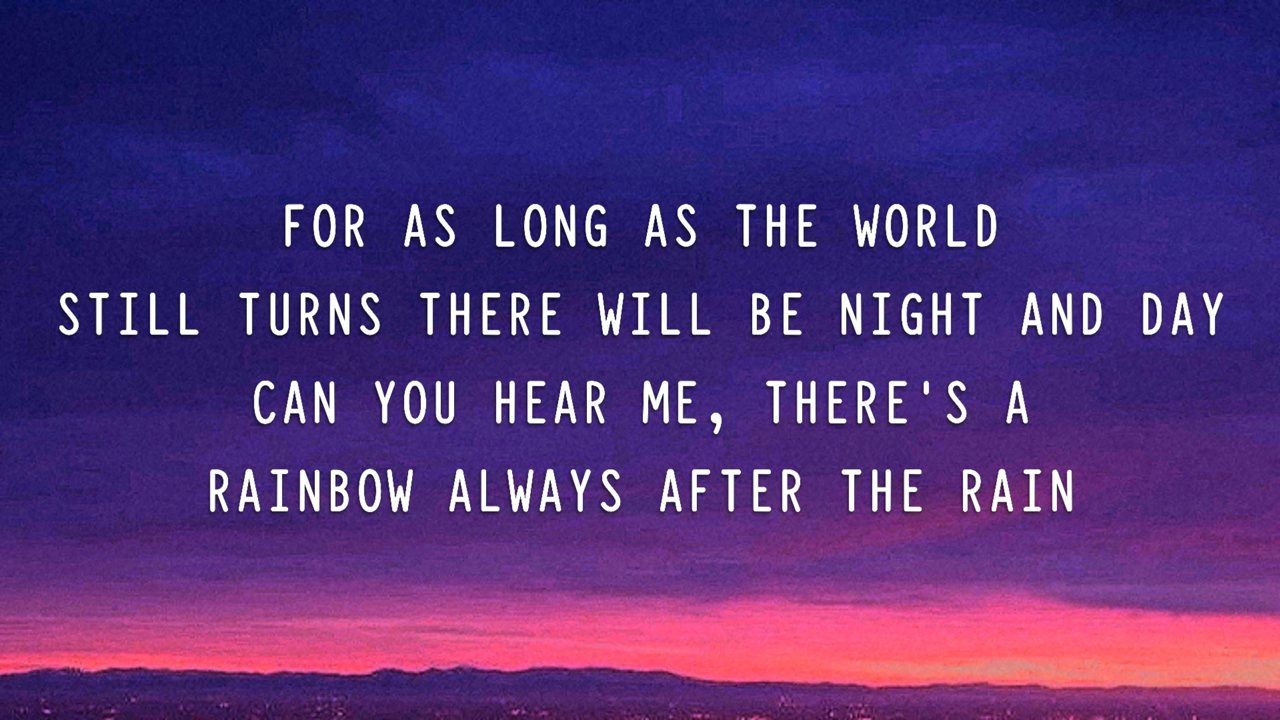 FOR AS LONG AS THE WORLD
STILL TURNS THERE WILL BE NIGHT AND DAY
CAN YOU HEAR ME, THERE'S A
RAINBOW ALWAYS AFTER THE RAIN